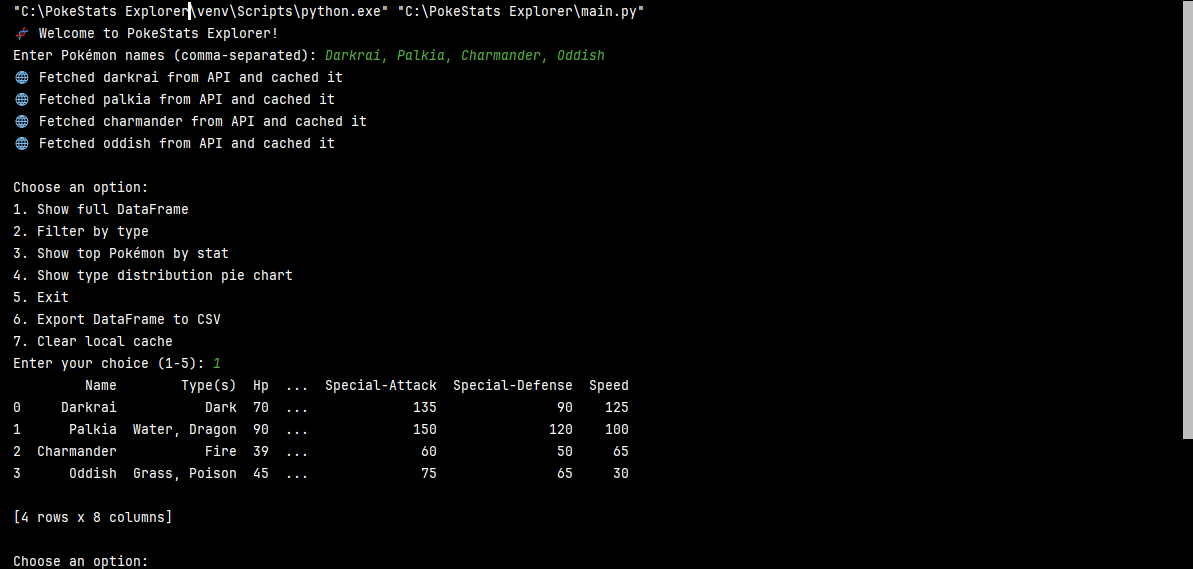 "C:\PokeStats Explorer\venv\Scripts\python.exe" "C:\PokeStats Explorer\main.py"
🧬 Welcome to PokeStats Explorer!
Enter Pokémon names (comma-separated): Darkrai, Palkia, Charmander, Oddish
🌐 Fetched darkrai from API and cached it
🌐 Fetched palkia from API and cached it
🌐 Fetched charmander from API and cached it
🌐 Fetched oddish from API and cached it

Choose an option:
1. Show full DataFrame
2. Filter by type
3. Show top Pokémon by stat
4. Show type distribution pie chart
5. Exit
6. Export DataFrame to CSV
7. Clear local cache
Enter your choice (1-5): 1
         Name        Type(s)  Hp  ...  Special-Attack  Special-Defense  Speed
0     Darkrai           Dark  70  ...             135               90    125
1      Palkia  Water, Dragon  90  ...             150              120    100
2  Charmander           Fire  39  ...              60               50     65
3      Oddish  Grass, Poison  45  ...              75               65     30

[4 rows x 8 columns]

Choose an option: